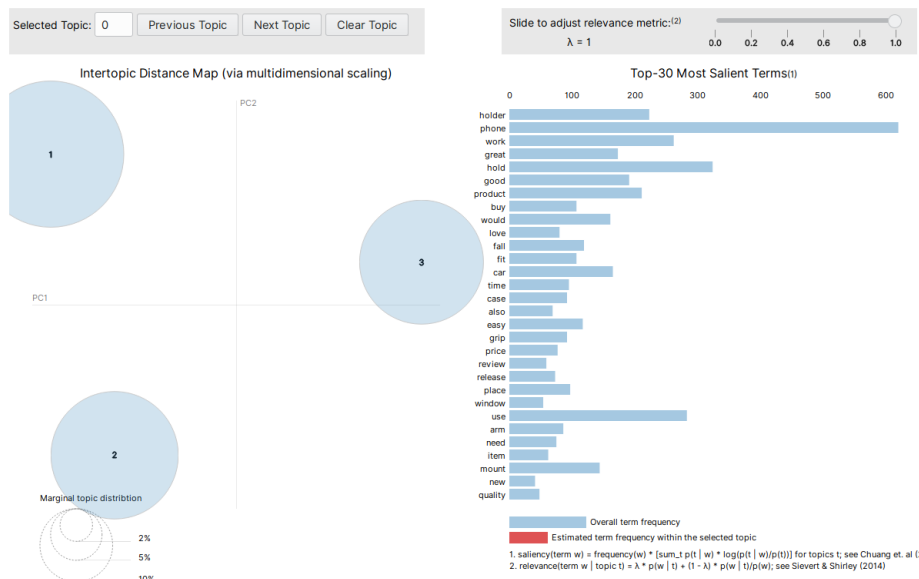 Selected Topic: 0 Previous Topic Next Topic Clear Topic
Slide to adjust relevance metric:(2)
λ = 1
0.0 0.2 0.4 0.6 0.8 1.0
Intertopic Distance Map (via multidimensional scaling)
PC2
PC1
1
3
2
Marginal topic distribtion
2%
5%
10%
Top-30 Most Salient Terms(1)
0 100 200 300 400 500 600
holder
phone
work
great
hold
good
product
buy
would
love
fall
fit
car
time
case
also
easy
grip
price
review
release
place
window
use
arm
need
item
mount
new
quality
Overall term frequency
Estimated term frequency within the selected topic
1. saliency(term w) = frequency(w) * [sum_t p(t | w) * log(p(t | w)/p(t))] for topics t; see Chuang et. al (
2. relevance(term w | topic t) = λ * p(w | t) + (1 - λ) * p(w | t)/p(w); see Sievert & Shirley (2014)